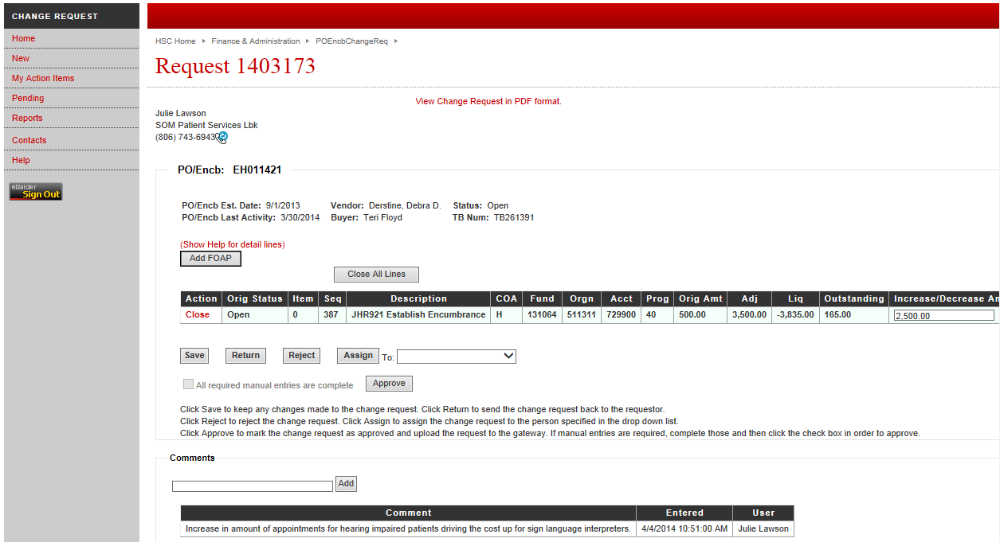 CHANGE REQUEST
Home
New
My Action Items
Pending
Reports
Contacts
Help
eRaider
Sign Out
HSC Home Finance & Administration POEncbChangeReq
Request 1403173
View Change Request in PDF format.
Julie Lawson
SOM Patient Services Lbk
(806) 743-6943
PO/Encb: EH011421
PO/Encb Est. Date: 9/1/2013 Vendor: Derstine, Debra D. Status: Open
PO/Encb Last Activity: 3/30/2014 Buyer: Teri Floyd TB Num: TB261391
(Show Help for detail lines)
Add FOAP
Close All Lines
Action Orig Status Item Seq Description COA Fund Orgn Acct Prog Orig Amt Adj Liq Outstanding Increase/Decrease Am
Close Open 0 387 JHR921 Establish Encumbrance H 131064 511311 729900 40 500.00 3,500.00 -3,835.00 165.00 2,500.00
Save Return Reject Assign To:
All required manual entries are complete Approve
Click Save to keep any changes made to the change request. Click Return to send the change request back to the requestor.
Click Reject to reject the change request. Click Assign to assign the change request to the person specified in the drop down list.
Click Approve to mark the change request as approved and upload the request to the gateway. If manual entries are required, complete those and then click the check box in order to approve.
Comments
Add
Comment Entered User
Increase in amount of appointments for hearing impaired patients driving the cost up for sign language interpreters. 4/4/2014 10:51:00 AM Julie Lawson